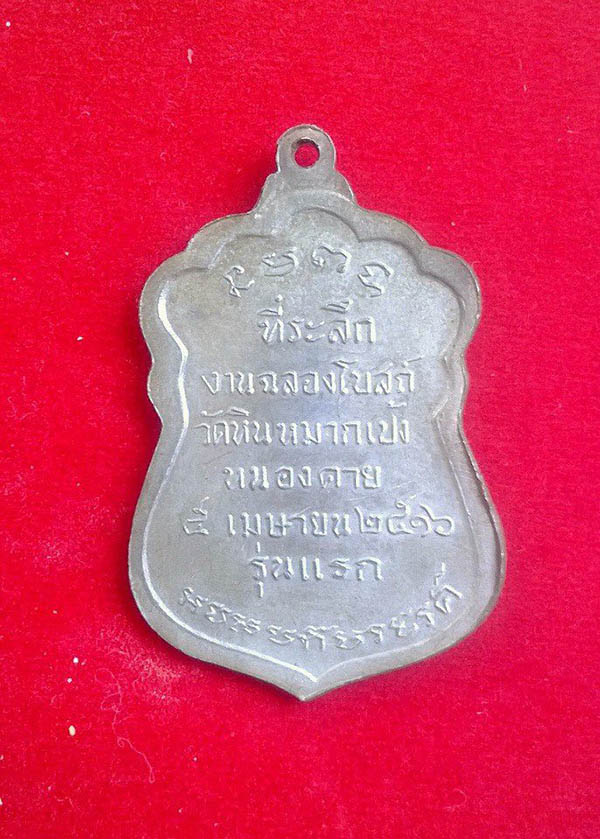 ที่ระลึก
งานฉลองโบสถ์
วัดหินหมากเป้ง
หนองคาย
๕ เมษายน ๒๕๑๖
รุ่นแรก